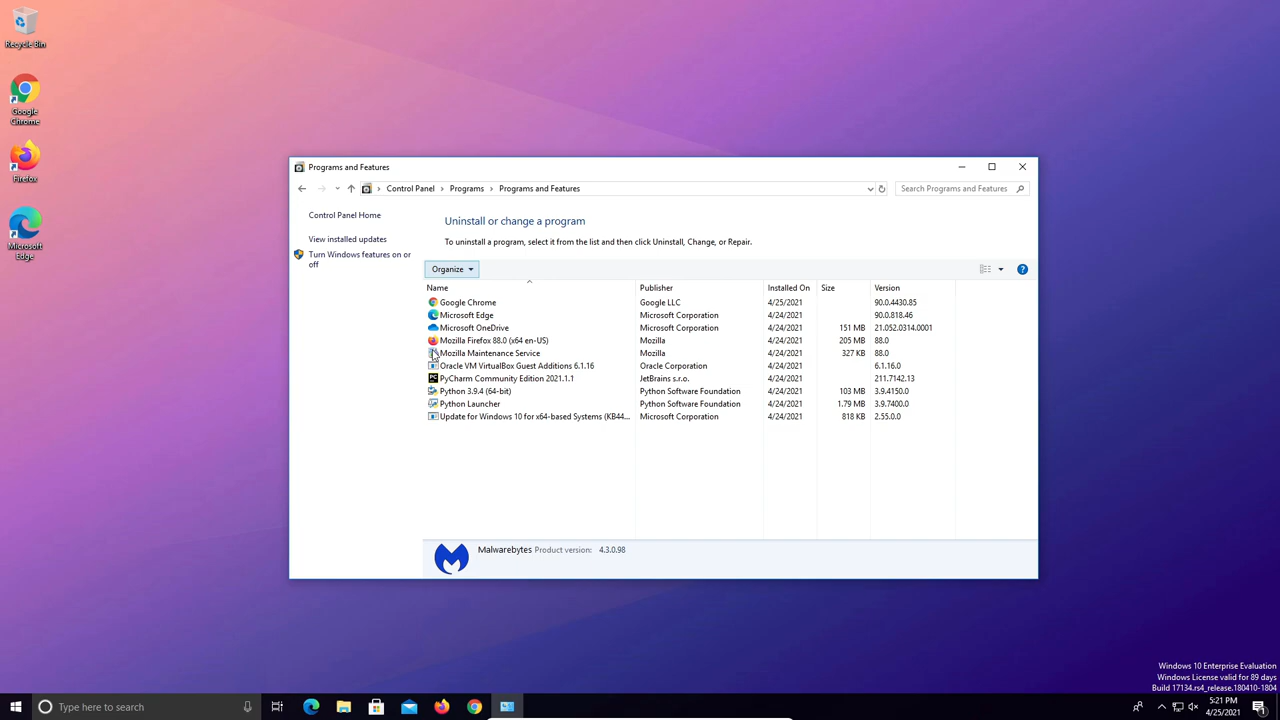 Recycle Bin
Google
Chrome
Firefox
Microsoft
Edge
Programs and Features
Control Panel > Programs > Programs and Features
Search Programs and Features
Control Panel Home
View installed updates
Turn Windows features on or
off
Uninstall or change a program
To uninstall a program, select it from the list and then click Uninstall, Change, or Repair.
Organize
Name Publisher Installed On Size Version
Google Chrome Google LLC 4/25/2021 90.0.4430.85
Microsoft Edge Microsoft Corporation 4/24/2021 90.0.818.46
Microsoft OneDrive Microsoft Corporation 4/24/2021 151 MB 21.052.0314.0001
Mozilla Firefox 88.0 (x64 en-US) Mozilla 4/24/2021 205 MB 88.0
Mozilla Maintenance Service Mozilla 4/24/2021 327 KB 88.0
Oracle VM VirtualBox Guest Additions 6.1.16 Oracle Corporation 4/24/2021 6.1.16.0
PyCharm Community Edition 2021.1.1 JetBrains s.r.o. 4/24/2021 211.7142.13
Python 3.9.4 (64-bit) Python Software Foundation 4/24/2021 103 MB 3.9.4150.0
Python Launcher Python Software Foundation 4/24/2021 1.79 MB 3.9.7400.0
Update for Windows 10 for x64-based Systems (KB44... Microsoft Corporation 4/24/2021 818 KB 2.55.0.0
Malwarebytes Product version: 4.3.0.98
Windows 10 Enterprise Evaluation
Windows License valid for 89 days
Build 17134.rs4_release.180410-1804
Type here to search
5:21 PM
4/25/2021
1